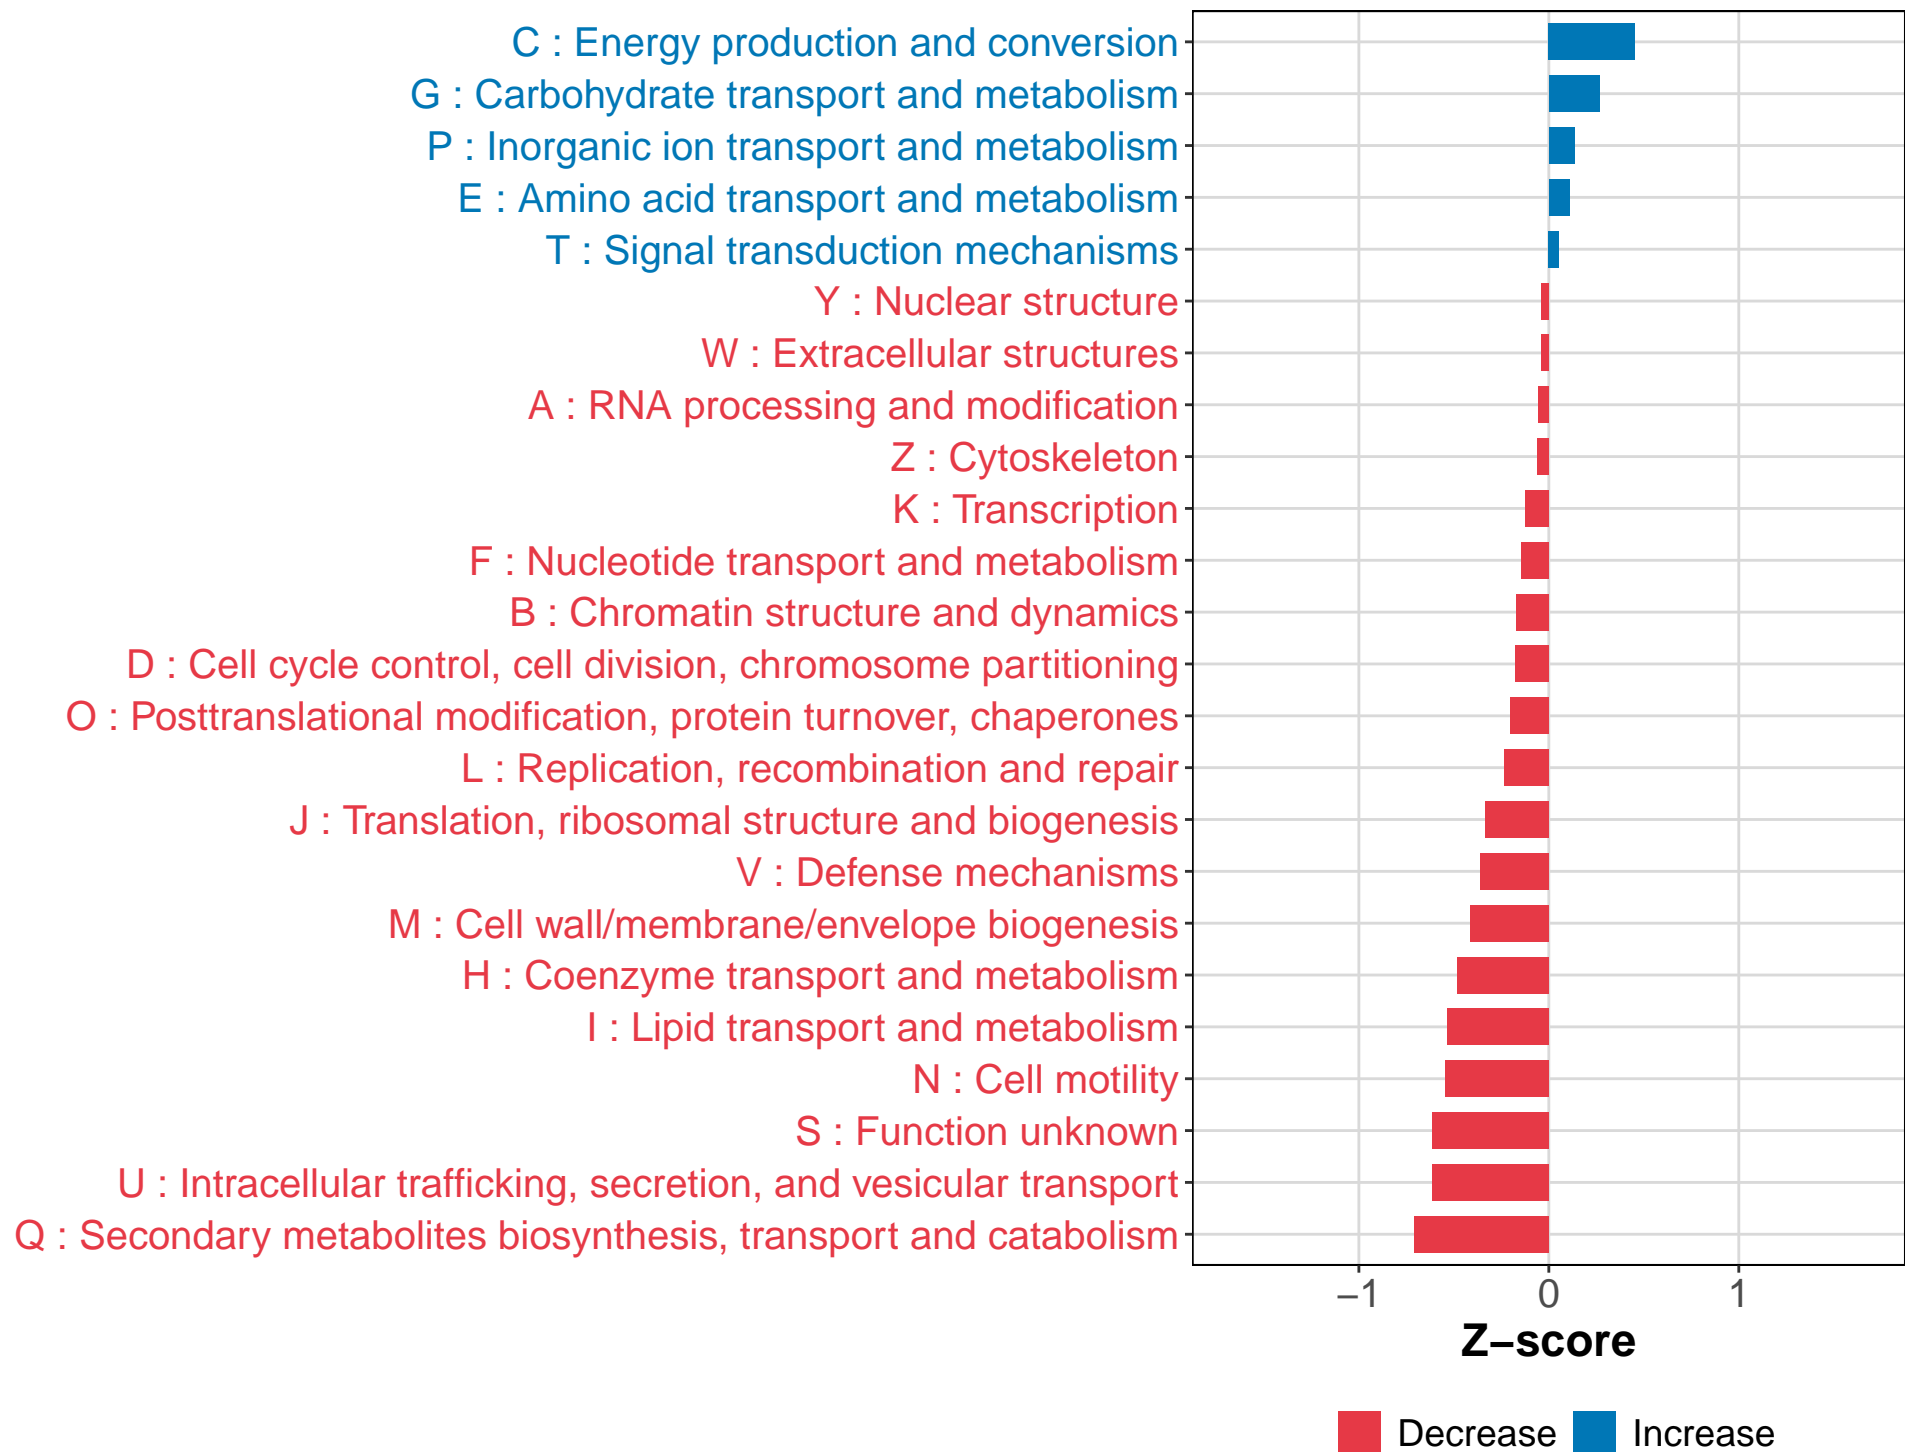 C : Energy production and conversion
G : Carbohydrate transport and metabolism
P : Inorganic ion transport and metabolism
E : Amino acid transport and metabolism
T : Signal transduction mechanisms
Y : Nuclear structure
W : Extracellular structures
A : RNA processing and modification
Z : Cytoskeleton
K : Transcription
F : Nucleotide transport and metabolism
B : Chromatin structure and dynamics
D : Cell cycle control, cell division, chromosome partitioning
O : Posttranslational modification, protein turnover, chaperones
L : Replication, recombination and repair
J : Translation, ribosomal structure and biogenesis
V : Defense mechanisms
M : Cell wall/membrane/envelope biogenesis
H : Coenzyme transport and metabolism
I : Lipid transport and metabolism
N : Cell motility
S : Function unknown
U : Intracellular trafficking, secretion, and vesicular transport
Q : Secondary metabolites biosynthesis, transport and catabolism
−1 0 1
Z−score
Decrease Increase